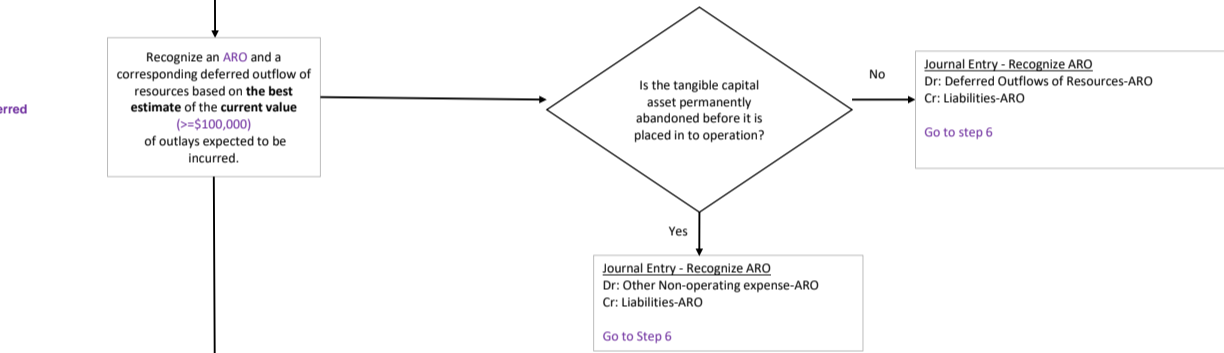 erred
Recognize an ARO and a
corresponding deferred outflow of
resources based on the best
estimate of the current value
(>=$100,000)
of outlays expected to be
incurred.
Is the tangible capital
asset permanently
abandoned before it is
placed in to operation?
No
Journal Entry - Recognize ARO
Dr: Deferred Outflows of Resources-ARO
Cr: Liabilities-ARO
Go to step 6
Yes
Journal Entry - Recognize ARO
Dr: Other Non-operating expense-ARO
Cr: Liabilities-ARO
Go to Step 6